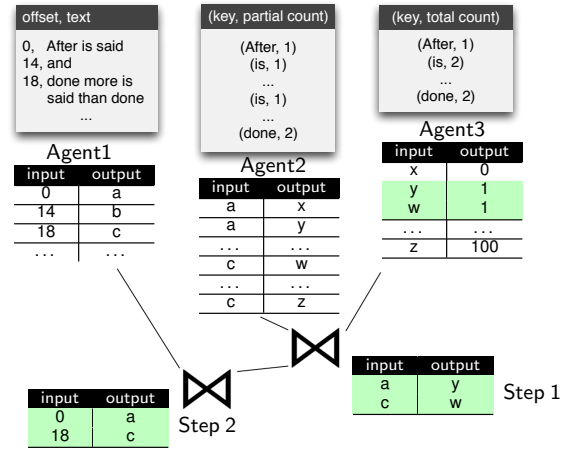 offset, text
0, After is said
14, and
18, done more is
said than done
...
(key, partial count)
(After, 1)
(is, 1)
...
(is, 1)
...
(done, 2)
(key, total count)
(After, 1)
(is, 2)
...
(done, 2)
Agent1
input output
0 a
14 b
18 c
... ...
Agent2
input output
a x
a y
... ...
c w
... ...
c z
Agent3
input output
x 0
y 1
w 1
... ...
z 100
input output
a y
c w
Step 1
input output
0 a
18 c
Step 2